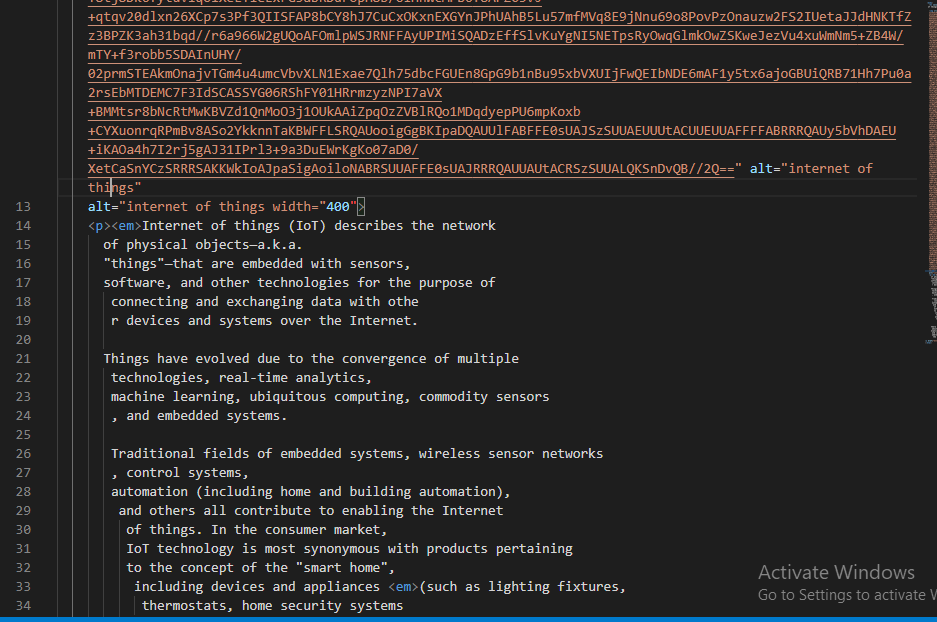 +qtqv20dlxn26XCp7s3Pf3QIISFAP8bCY8hJ7CuCxOKxnEXGYnJPhUAhB5Lu57mfMVq8E9jNnu69o8PovPzOnauzw2FS2IUetaJJdHNKTfZ
z3BPZK3ah31bqd//r6a966W2gUQoAFOmlpWSJRNFFAyUPIMiSQADzEffSlvKuYgNI5NETpsRyOwqGlmkOwZSKweJezVu4xuWmNm5+ZB4W/
mTY+f3robb5SDAInUHY/
02prmSTEAkmOnajvTGm4u4umcVbvXLN1Exae7Qlh75dbcFGUEn8GpG9b1nBu95xbVXUIjFwQEIbNDE6mAF1y5tx6ajoGBUiQRB71Hh7Pu0a
2rsEbMTDEMC7F3IdSCASSYG06RShFY01HRrmzyzNPI7aVX
+BMMtsr8bNcRtMwKBVZd1QnMoO3j1OUkAAiZpqOzZVBlRQo1MDqdyepPU6mpKoxb
+CYXuonrqRPmBv8ASo2YkknnTaKBWFFLSRQAUooigGgBKIpaDQAUUlFABFFE0sUAJSzSUUAEUUUtACUUEUUAFFFFABRRRQAUy5bVhDAEU
+iKAOa4h7I2rj5gAJ31IPrl3+9a3DuEWrKgKo07aD0/
XetCaSnYCzSRRRSAKKWkIoAJpaSigAoiloNABRSUUAFFE0sUAJRRRQAUUAUtACRSzSUUALQKSnDvQB//2Q==" alt="internet of
things"
13 alt="internet of things width="400">
14 <p><em>Internet of things (IoT) describes the network
15 of physical objects—a.k.a.
16 "things"—that are embedded with sensors,
17 software, and other technologies for the purpose of
18 connecting and exchanging data with othe
19 r devices and systems over the Internet.
20
21 Things have evolved due to the convergence of multiple
22 technologies, real-time analytics,
23 machine learning, ubiquitous computing, commodity sensors
24 , and embedded systems.
25
26 Traditional fields of embedded systems, wireless sensor networks
27 , control systems,
28 automation (including home and building automation),
29 and others all contribute to enabling the Internet
30 of things. In the consumer market,
31 IoT technology is most synonymous with products pertaining
32 to the concept of the "smart home",
33 including devices and appliances <em>(such as lighting fixtures,
34 thermostats, home security systems
Activate Windows
Go to Settings to activate W